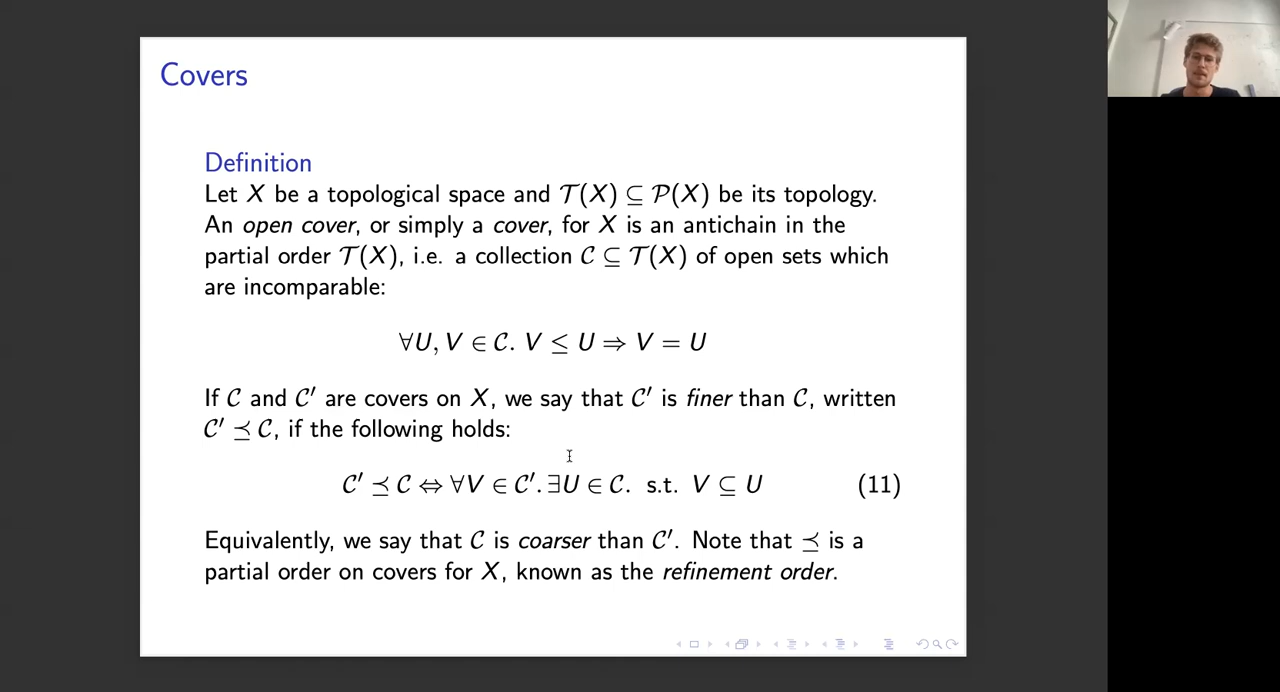 Covers
Definition
Let X be a topological space and 𝒯(X) ⊆ 𝒫(X) be its topology.
An open cover, or simply a cover, for X is an antichain in the
partial order 𝒯(X), i.e. a collection 𝒞 ⊆ 𝒯(X) of open sets which
are incomparable:
∀U, V ∈ 𝒞. V ≤ U ⇒ V = U
If 𝒞 and 𝒞′ are covers on X, we say that 𝒞′ is finer than 𝒞, written
𝒞′ ⪯ 𝒞, if the following holds:
𝒞′ ⪯ 𝒞 ⇔ ∀V ∈ 𝒞′. ∃U ∈ 𝒞. s.t. V ⊆ U (11)
Equivalently, we say that 𝒞 is coarser than 𝒞′. Note that ⪯ is a
partial order on covers for X, known as the refinement order.